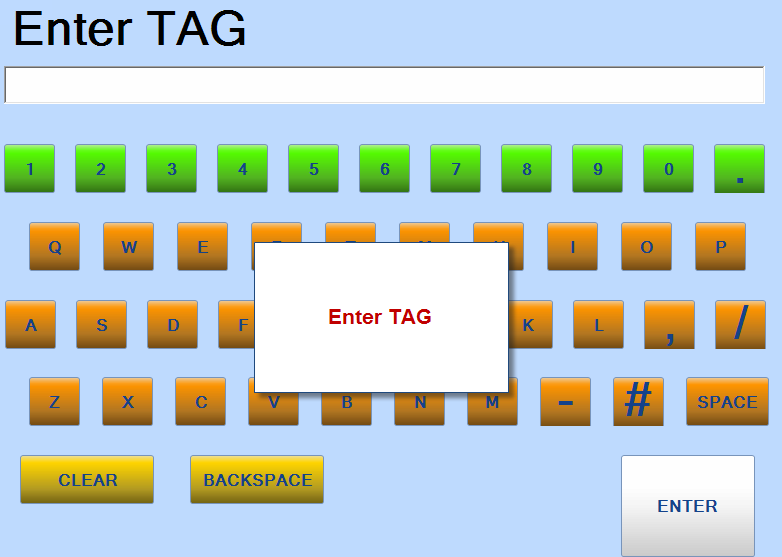 Enter TAG
1 2 3 4 5 6 7 8 9 0 .
Q W E I O P
A S D F K L , /
Enter TAG
Z X C V B N M - # SPACE
CLEAR BACKSPACE
ENTER